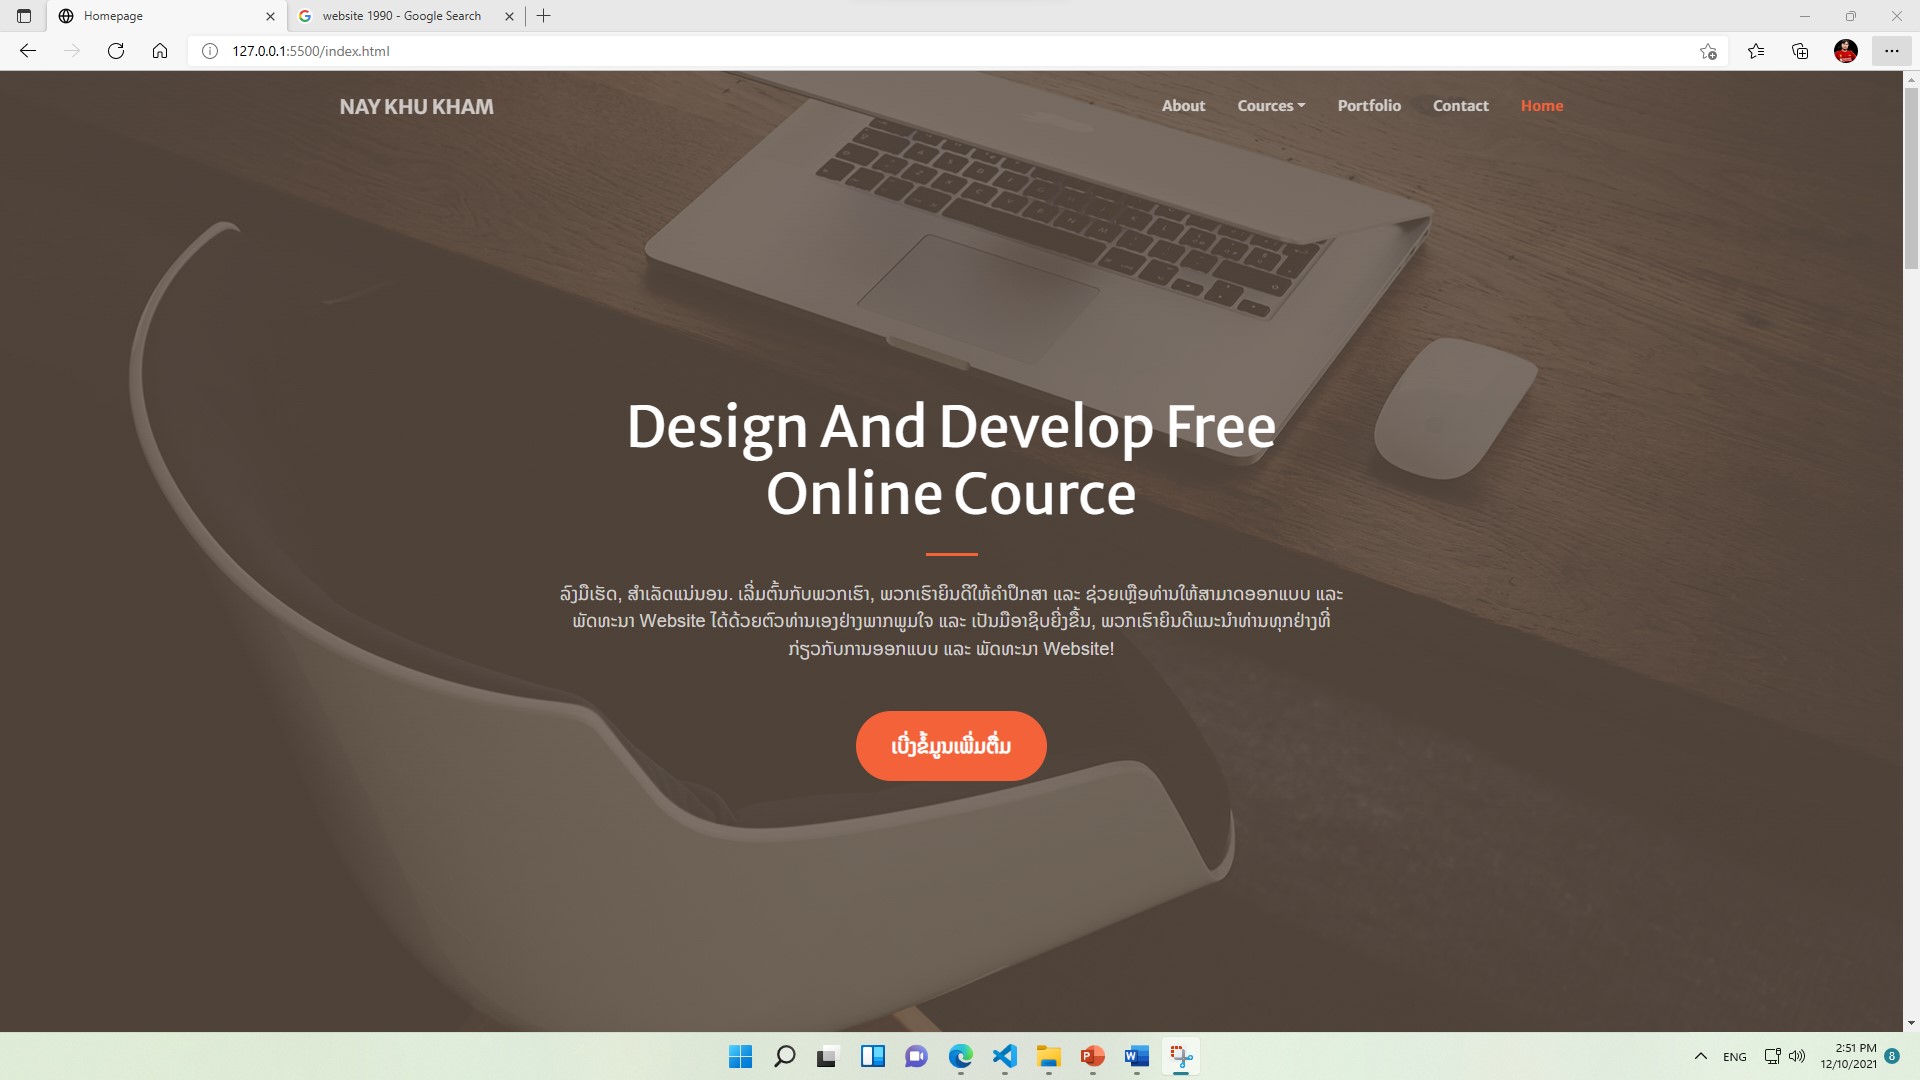 Homepage
website 1990 - Google Search
127.0.0.1:5500/index.html
NAY KHU KHAM
About
Cources
Portfolio
Contact
Home
Design And Develop Free
Online Cource
ລົງມືເຮັດ, ສຳເລັດແນ່ນອນ. ເລີ່ມຕົ້ນກັບພວກເຮົາ, ພວກເຮົາຍິນດີໃຫ້ຄຳປຶກສາ ແລະ ຊ່ວຍເຫຼືອທ່ານໃຫ້ສາມາດອອກແບບ ແລະ
ພັດທະນາ Website ໄດ້ດ້ວຍຕົວທ່ານເອງຢ່າງພາກພູມໃຈ ແລະ ເປັນມືອາຊິບຍີ່ງຂື້ນ, ພວກເຮົາຍິນດີແນະນຳທ່ານທຸກຢ່າງທີ່
ກ່ຽວກັບການອອກແບບ ແລະ ພັດທະນາ Website!
ເບີ່ງຂໍ້ມູນເພີ່ມຕື່ມ
ENG
2:51 PM
12/10/2021
8